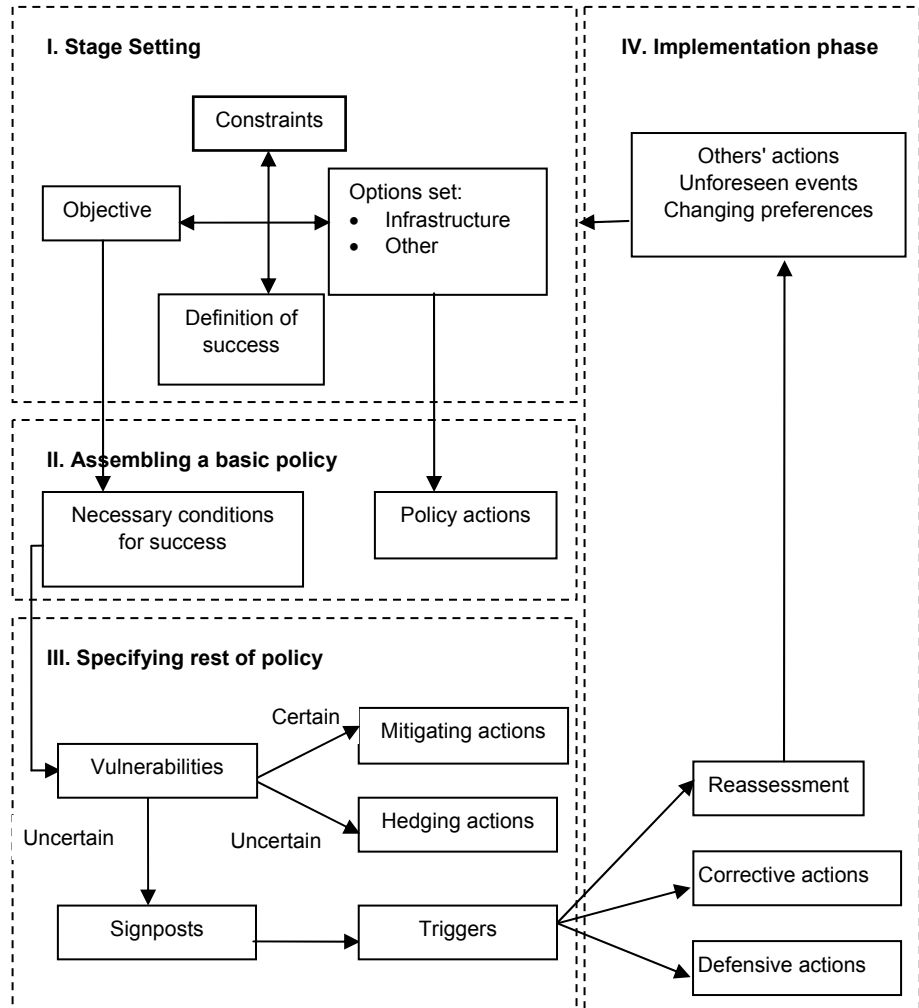 I. Stage Setting
Constraints
Objective
Options set:
• Infrastructure
• Other
Definition of
success
II. Assembling a basic policy
Necessary conditions
for success
Policy actions
III. Specifying rest of policy
Certain
Mitigating actions
Vulnerabilities
Hedging actions
Uncertain
Uncertain
Signposts
Triggers
IV. Implementation phase
Others' actions
Unforeseen events
Changing preferences
Reassessment
Corrective actions
Defensive actions